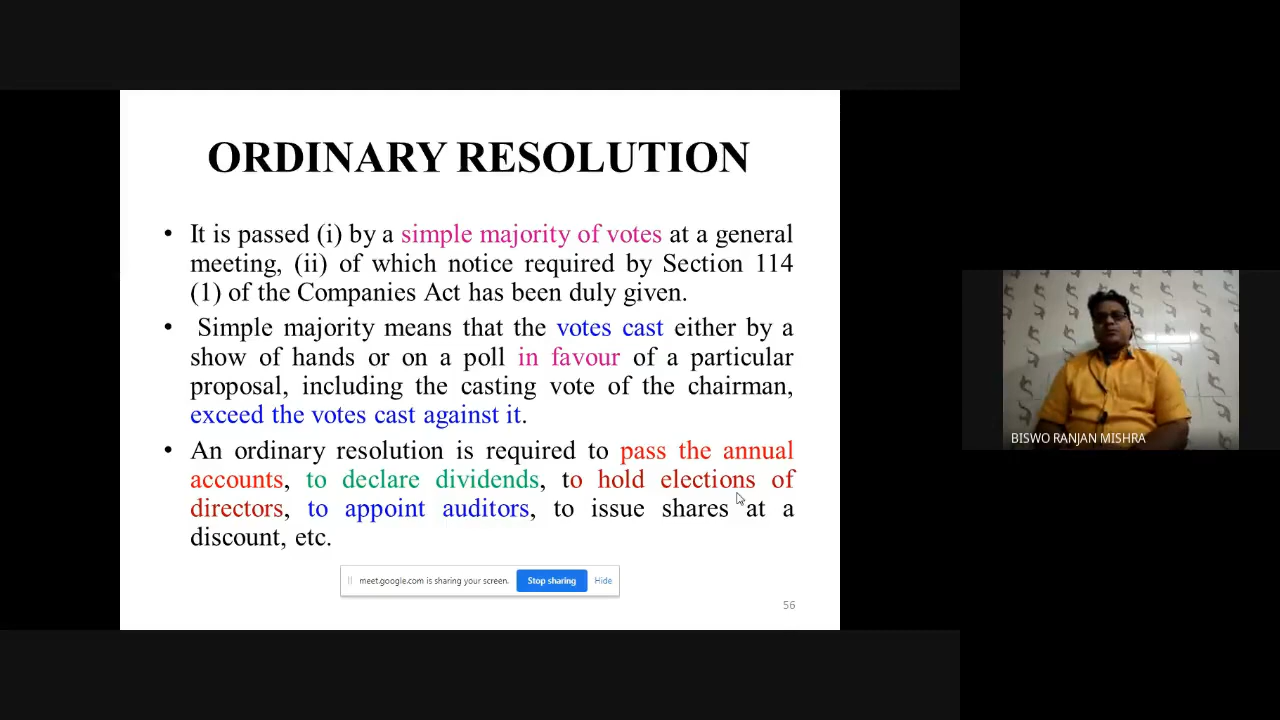 ORDINARY RESOLUTION
• It is passed (i) by a simple majority of votes at a general
meeting, (ii) of which notice required by Section 114
(1) of the Companies Act has been duly given.
• Simple majority means that the votes cast either by a
show of hands or on a poll in favour of a particular
proposal, including the casting vote of the chairman,
exceed the votes cast against it.
• An ordinary resolution is required to pass the annual
accounts, to declare dividends, to hold elections of
directors, to appoint auditors, to issue shares at a
discount, etc.
meet.google.com is sharing your screen. Stop sharing Hide
56
BISWO RANJAN MISHRA